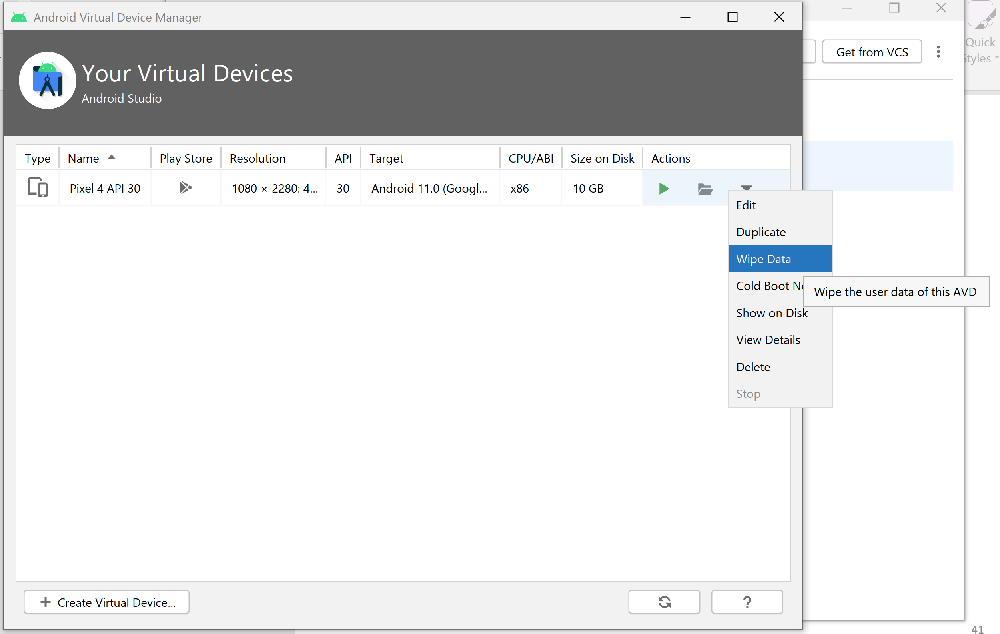 Android Virtual Device Manager
Your Virtual Devices
Android Studio
Get from VCS
Quick
Styles
Type Name Play Store Resolution API Target CPU/ABI Size on Disk Actions
Pixel 4 API 30 1080 × 2280: 4... 30 Android 11.0 (Googl... x86 10 GB
Edit
Duplicate
Wipe Data
Cold Boot
Wipe the user data of this AVD
Show on Disk
View Details
Delete
Stop
+ Create Virtual Device...
?
41